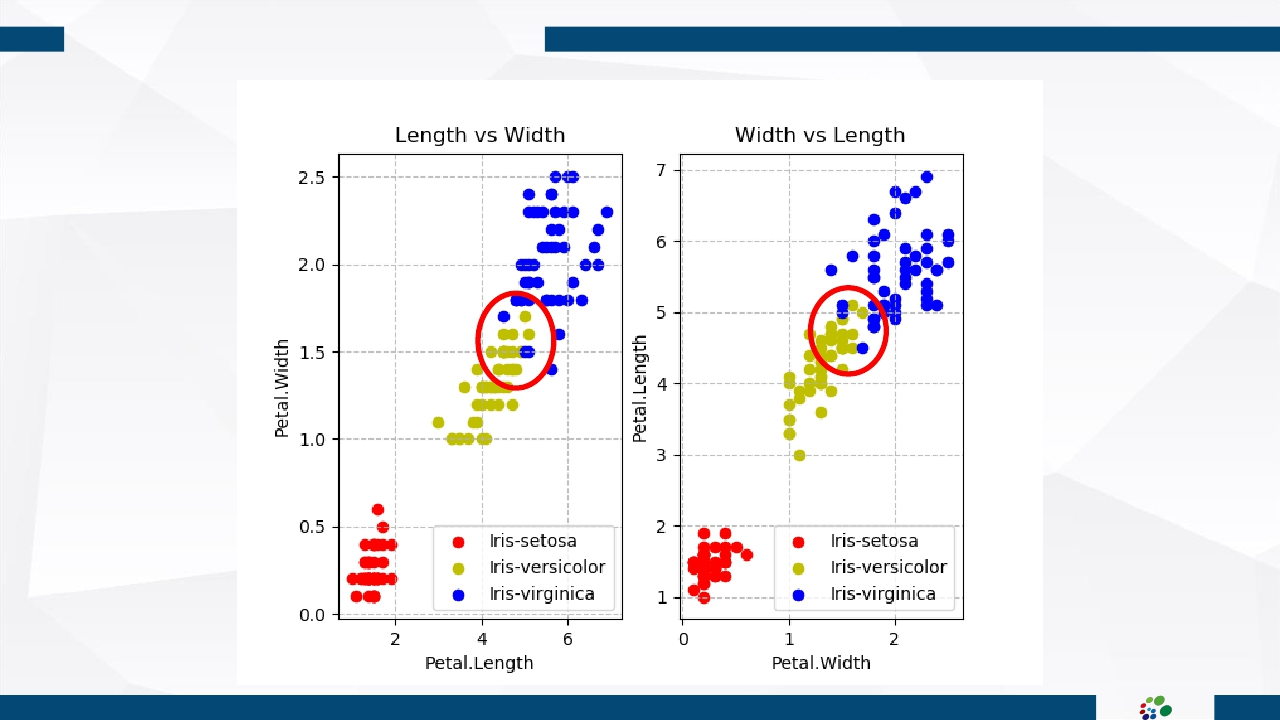 Length vs Width
2.5
2.0
1.5
1.0
0.5
0.0
Petal.Width
2 4 6
Petal.Length
Iris-setosa
Iris-versicolor
Iris-virginica
Width vs Length
7
6
5
4
3
2
1
Petal.Length
0 1 2
Petal.Width
Iris-setosa
Iris-versicolor
Iris-virginica